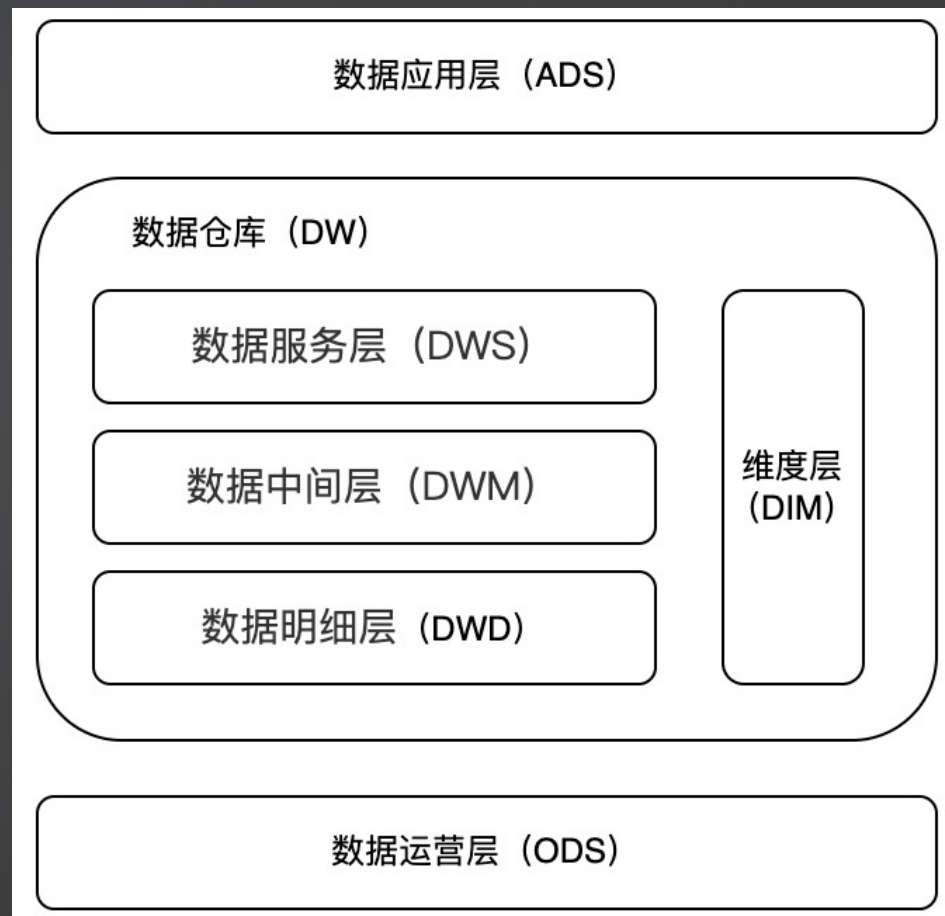 数据应用层（ADS）
数据仓库（DW）
数据服务层（DWS）
数据中间层（DWM）
维度层
（DIM）
数据明细层（DWD）
数据运营层（ODS）